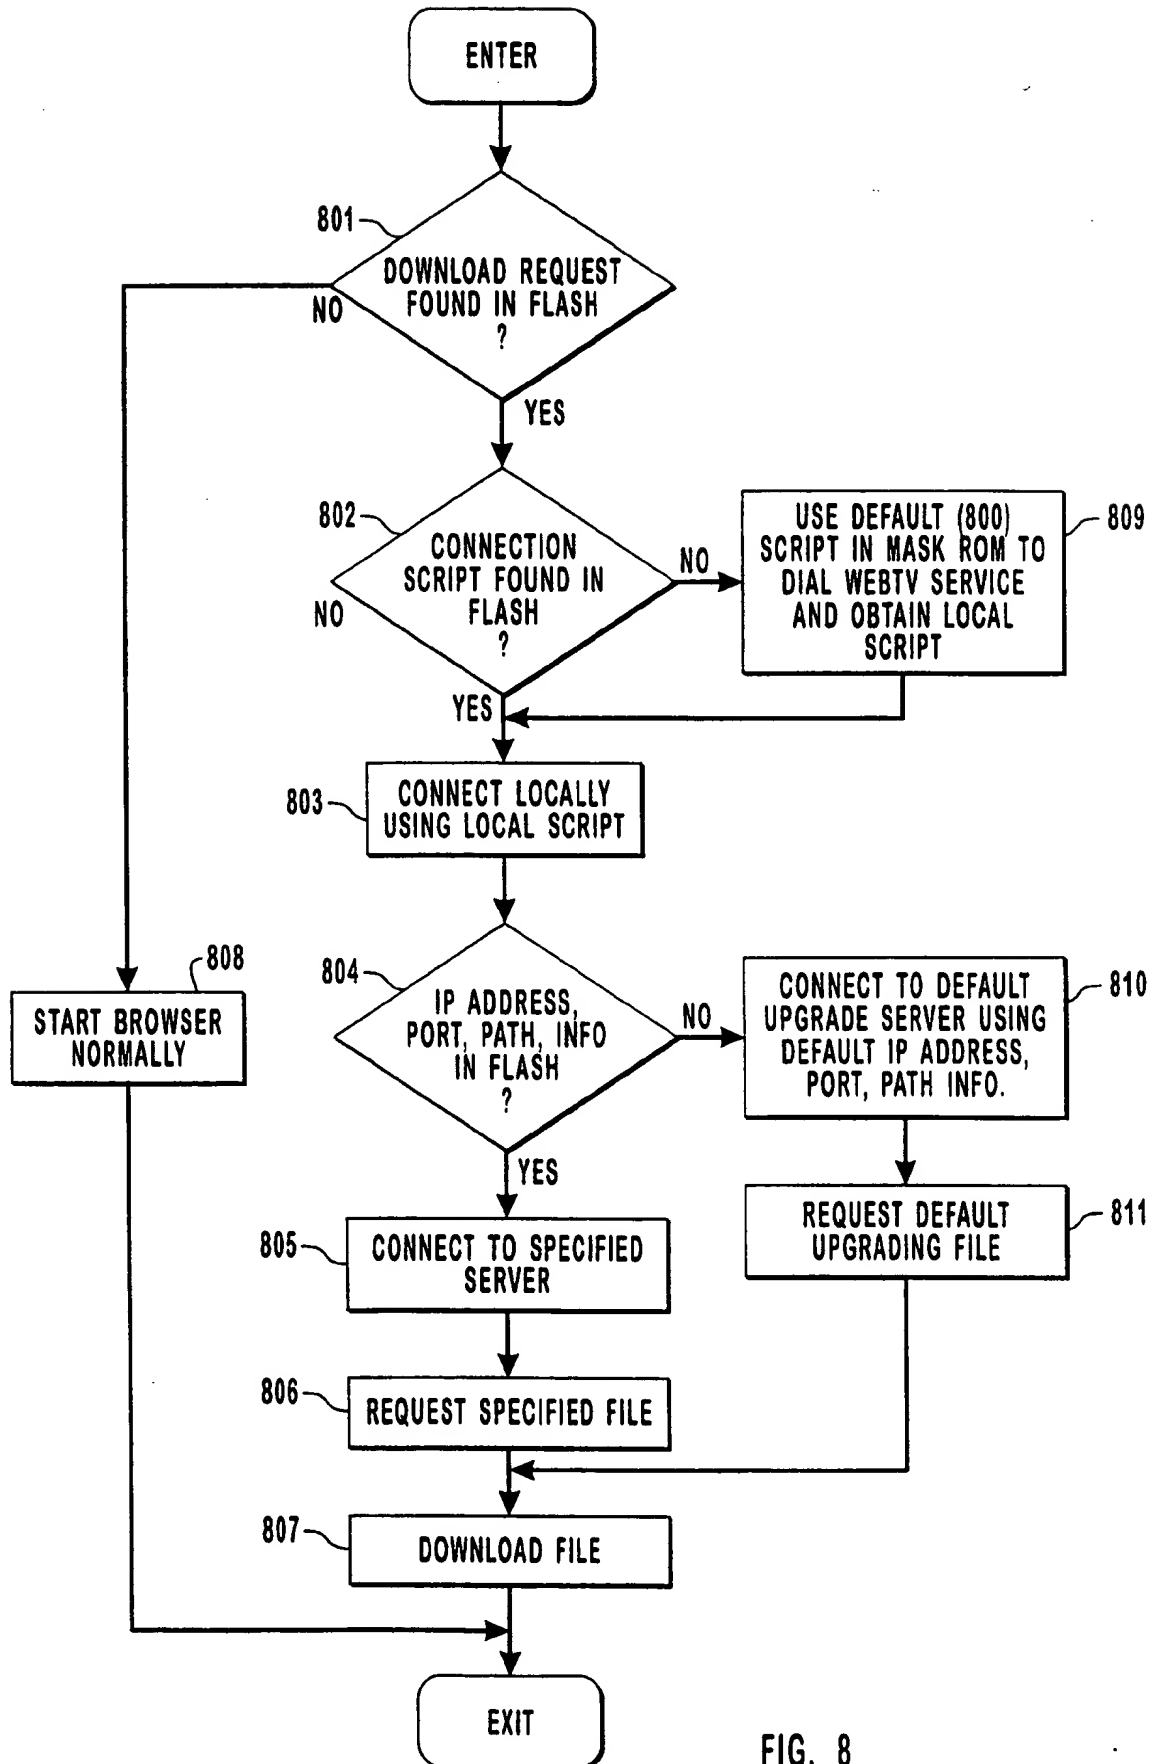 ENTER
801
DOWNLOAD REQUEST
FOUND IN FLASH
?
NO
YES
802
CONNECTION
SCRIPT FOUND IN
FLASH
?
NO
NO
YES
USE DEFAULT (800)
SCRIPT IN MASK ROM TO
DIAL WEBTV SERVICE
AND OBTAIN LOCAL
SCRIPT
809
803
CONNECT LOCALLY
USING LOCAL SCRIPT
808
START BROWSER
NORMALLY
804
IP ADDRESS,
PORT, PATH, INFO
IN FLASH
?
NO
YES
CONNECT TO DEFAULT
UPGRADE SERVER USING
DEFAULT IP ADDRESS,
PORT, PATH INFO.
810
805
CONNECT TO SPECIFIED
SERVER
REQUEST DEFAULT
UPGRADING FILE
811
806
REQUEST SPECIFIED FILE
807
DOWNLOAD FILE
EXIT
FIG. 8